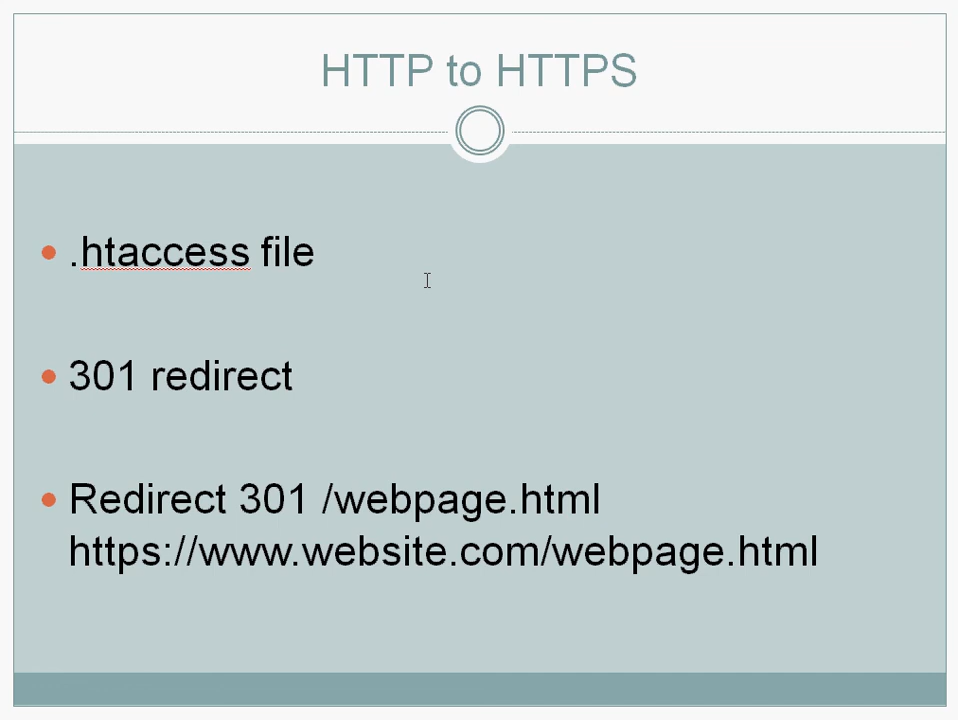 HTTP to HTTPS
.htaccess file
301 redirect
Redirect 301 /webpage.html
https://www.website.com/webpage.html